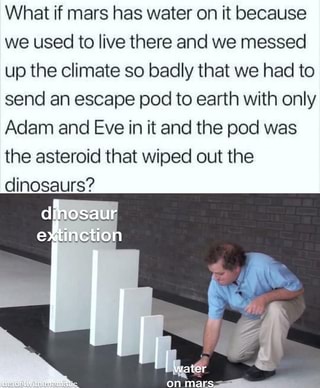 What if mars has water on it because
we used to live there and we messed
up the climate so badly that we had to
send an escape pod to earth with only
Adam and Eve in it and the pod was
the asteroid that wiped out the
dinosaurs?
dinosaur
extinction
water
on mars